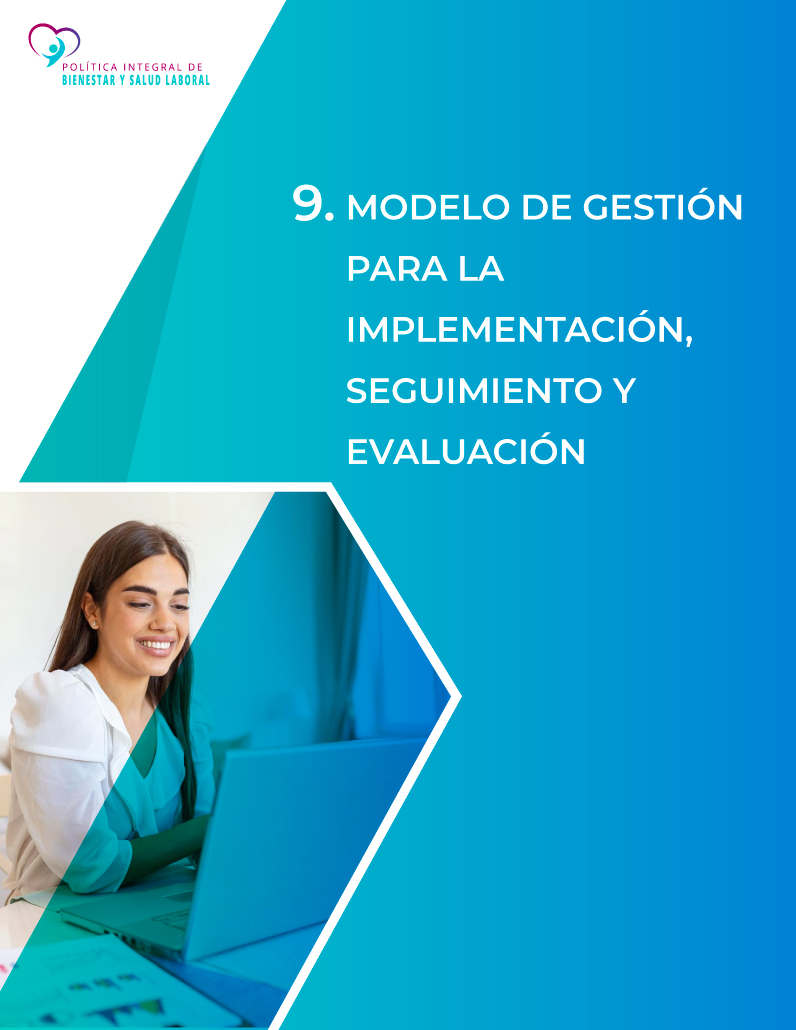 POLÍTICA INTEGRAL DE
BIENESTAR Y SALUD LABORAL
9. MODELO DE GESTIÓN
PARA LA
IMPLEMENTACIÓN,
SEGUIMIENTO Y
EVALUACIÓN